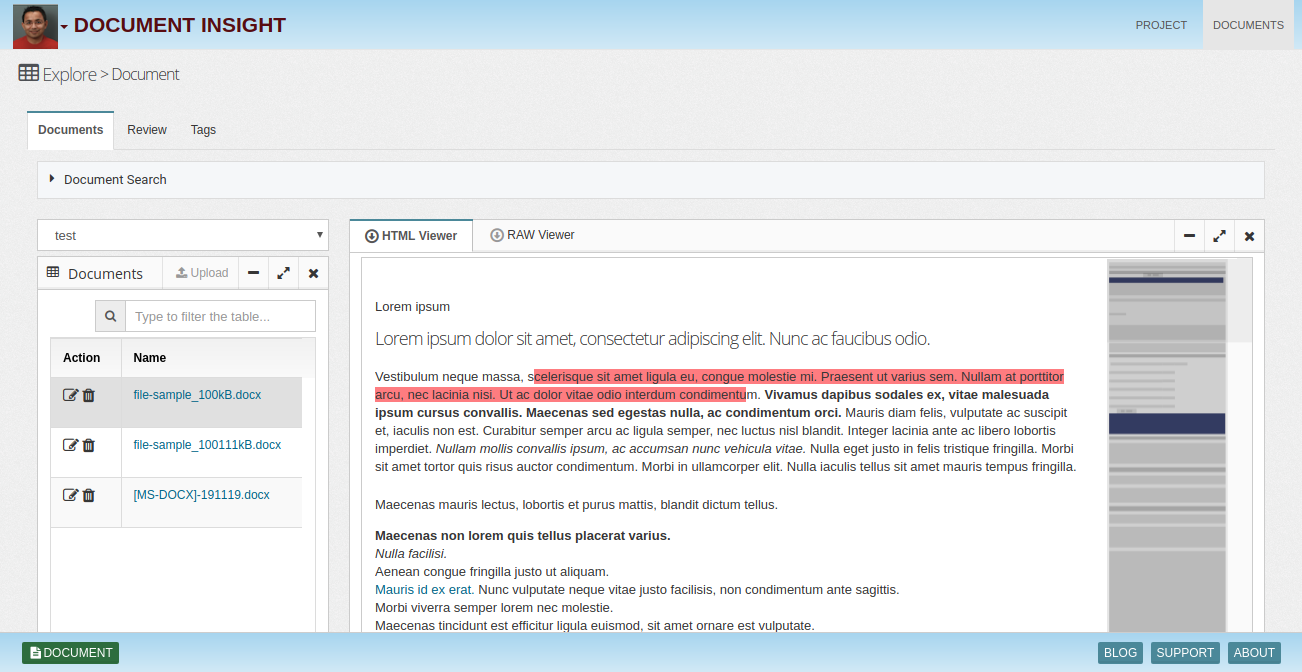 DOCUMENT INSIGHT
PROJECT
DOCUMENTS
Explore > Document
Documents
Review
Tags
Document Search
test
Documents
Upload
Type to filter the table...
Action
Name
file-sample_100kB.docx
file-sample_100111kB.docx
[MS-DOCX]-191119.docx
HTML Viewer
RAW Viewer
Lorem ipsum
Lorem ipsum dolor sit amet, consectetur adipiscing elit. Nunc ac faucibus odio.
Vestibulum neque massa, scelerisque sit amet ligula eu, congue molestie mi. Praesent ut varius sem. Nullam at porttitor
arcu, nec lacinia nisi. Ut ac dolor vitae odio interdum condimentum. Vivamus dapibus sodales ex, vitae malesuada
ipsum cursus convallis. Maecenas sed egestas nulla, ac condimentum orci. Mauris diam felis, vulputate ac suscipit
et, iaculis non est. Curabitur semper arcu ac ligula semper, nec luctus nisl blandit. Integer lacinia ante ac libero lobortis
imperdiet. Nullam mollis convallis ipsum, ac accumsan nunc vehicula vitae. Nulla eget justo in felis tristique fringilla. Morbi
sit amet tortor quis risus auctor condimentum. Morbi in ullamcorper elit. Nulla iaculis tellus sit amet mauris tempus fringilla.
Maecenas mauris lectus, lobortis et purus mattis, blandit dictum tellus.
Maecenas non lorem quis tellus placerat varius.
Nulla facilisi.
Aenean congue fringilla justo ut aliquam.
Mauris id ex erat. Nunc vulputate neque vitae justo facilisis, non condimentum ante sagittis.
Morbi viverra semper lorem nec molestie.
Maecenas tincidunt est efficitur ligula euismod, sit amet ornare est vulputate.
DOCUMENT
BLOG
SUPPORT
ABOUT